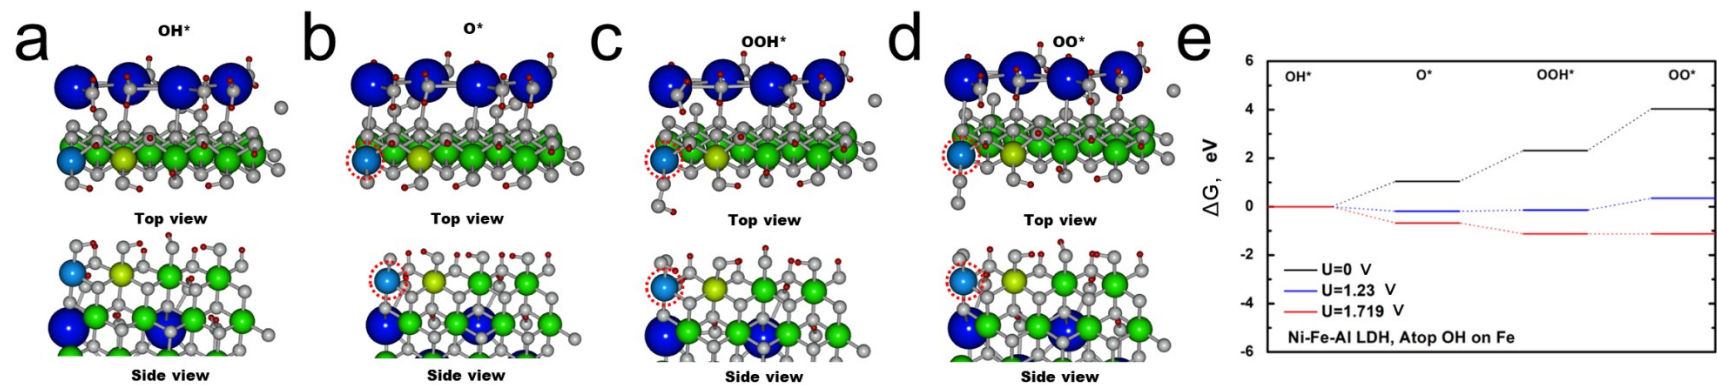 a
OH*
Top view
Side view
b
O*
Top view
Side view
c
OOH*
Top view
Side view
d
OO*
Top view
Side view
e
6
4
2
0
-2
-4
-6
ΔG, eV
OH*
O*
OOH*
OO*
U=0 V
U=1.23 V
U=1.719 V
Ni-Fe-Al LDH, Atop OH on Fe